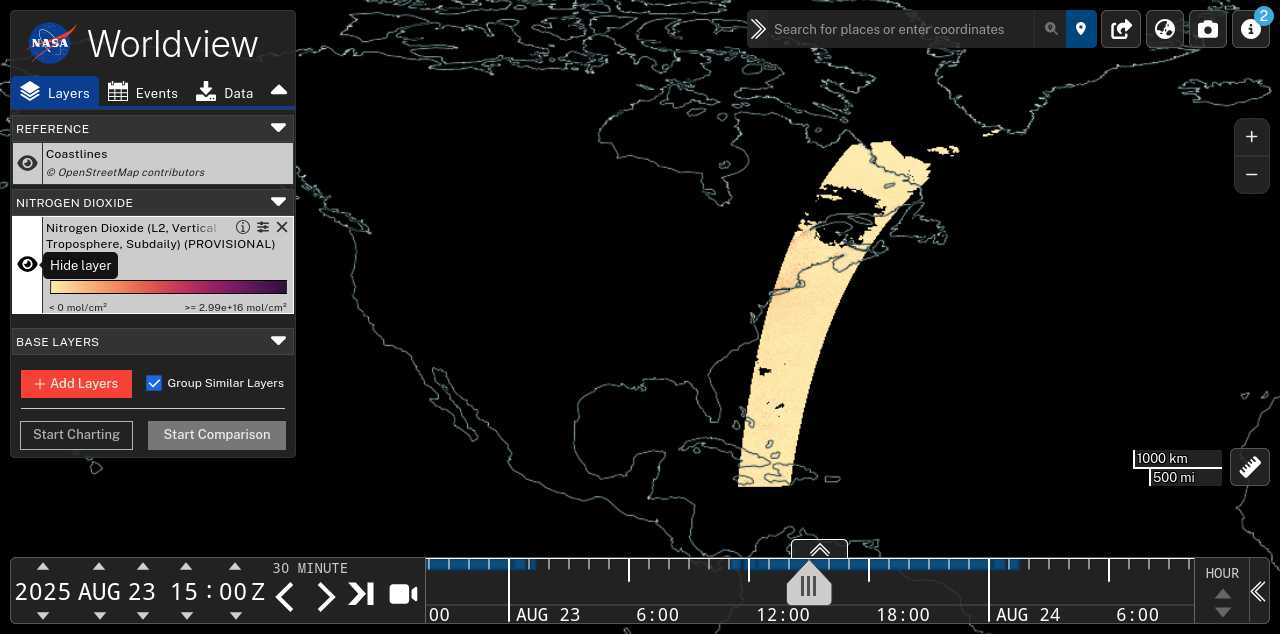 NASA
Worldview
Search for places or enter coordinates
2
Layers
Events
Data
REFERENCE
Coastlines
© OpenStreetMap contributors
NITROGEN DIOXIDE
Nitrogen Dioxide (L2, Vertical
Troposphere, Subdaily) (PROVISIONAL)
Hide layer
< 0 mol/cm² >= 2.99e+16 mol/cm²
BASE LAYERS
+ Add Layers
Group Similar Layers
Start Charting
Start Comparison
+
−
1000 km
500 mi
2025 AUG 23 15:00Z
30 MINUTE
00 AUG 23 6:00 12:00 18:00 AUG 24 6:00
HOUR